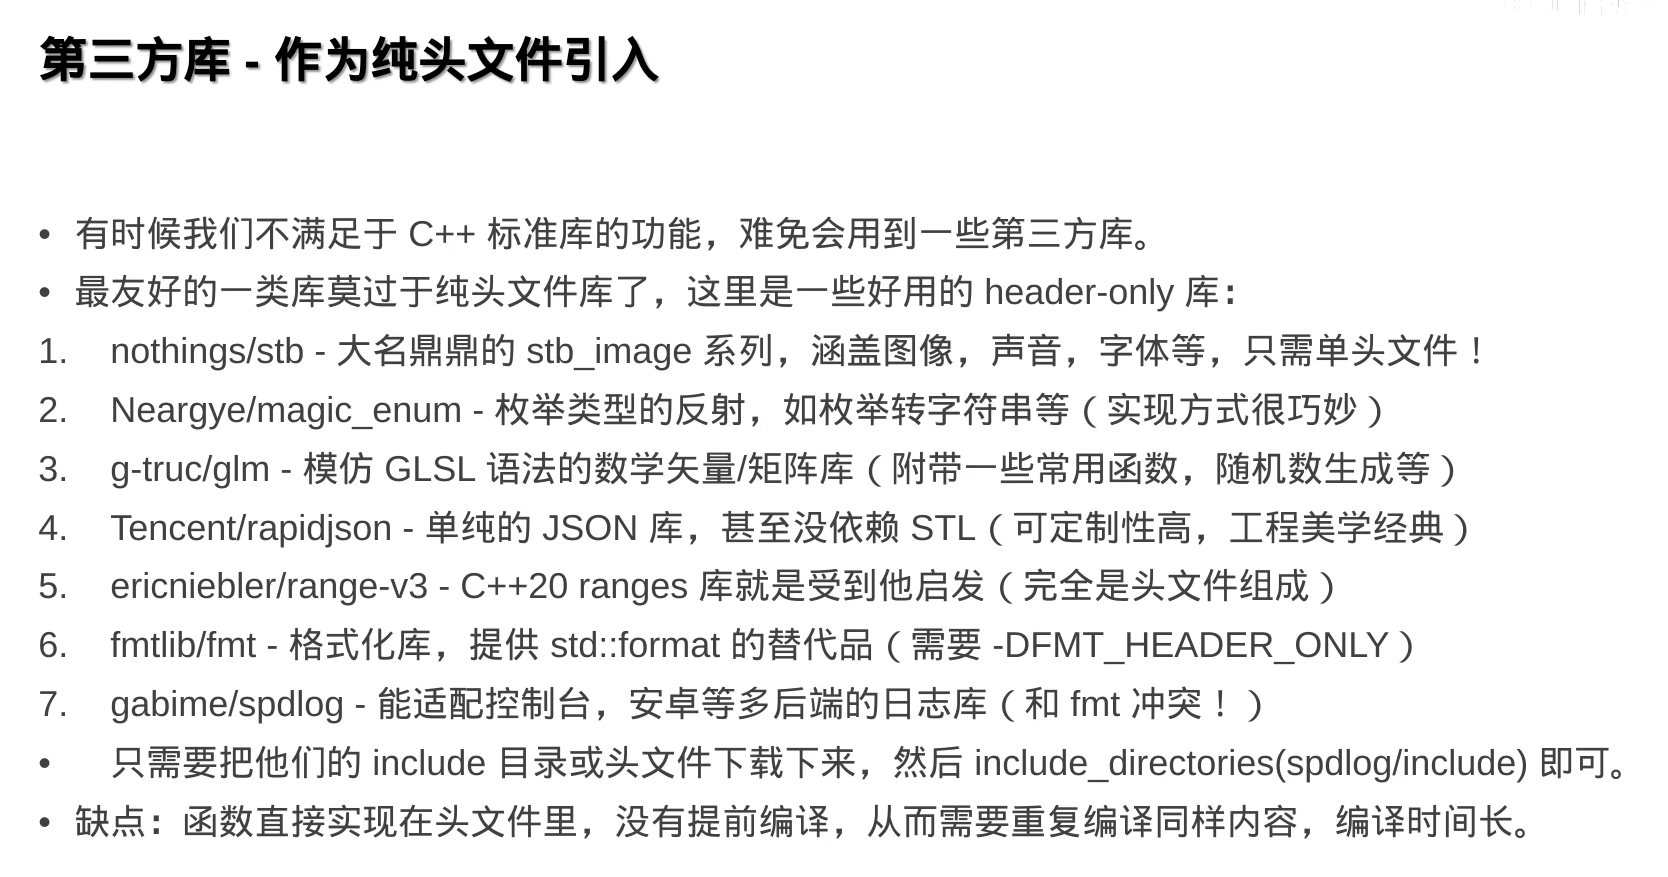 第三方库 - 作为纯头文件引入
• 有时候我们不满足于 C++ 标准库的功能，难免会用到一些第三方库。
• 最友好的一类库莫过于纯头文件库了，这里是一些好用的 header-only 库：
1. nothings/stb - 大名鼎鼎的 stb_image 系列，涵盖图像，声音，字体等，只需单头文件！
2. Neargye/magic_enum - 枚举类型的反射，如枚举转字符串等（实现方式很巧妙）
3. g-truc/glm - 模仿 GLSL 语法的数学矢量/矩阵库（附带一些常用函数，随机数生成等）
4. Tencent/rapidjson - 单纯的 JSON 库，甚至没依赖 STL（可定制性高，工程美学经典）
5. ericniebler/range-v3 - C++20 ranges 库就是受到他启发（完全是头文件组成）
6. fmtlib/fmt - 格式化库，提供 std::format 的替代品（需要 -DFMT_HEADER_ONLY）
7. gabime/spdlog - 能适配控制台，安卓等多后端的日志库（和 fmt 冲突！）
• 只需要把他们的 include 目录或头文件下载下来，然后 include_directories(spdlog/include) 即可。
• 缺点：函数直接实现在头文件里，没有提前编译，从而需要重复编译同样内容，编译时间长。